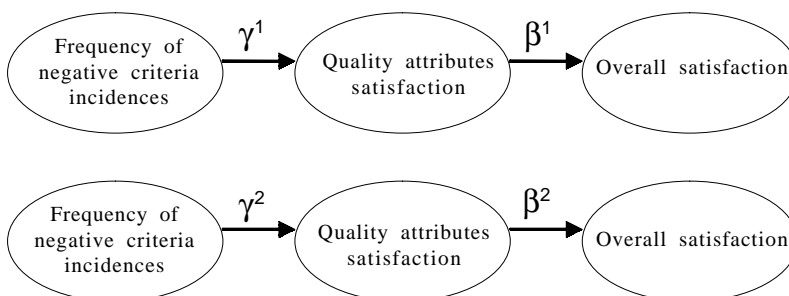 Frequency of
negative criteria
incidences
γ1
Quality attributes
satisfaction
β1
Overall satisfaction
Frequency of
negative criteria
incidences
γ2
Quality attributes
satisfaction
β2
Overall satisfaction